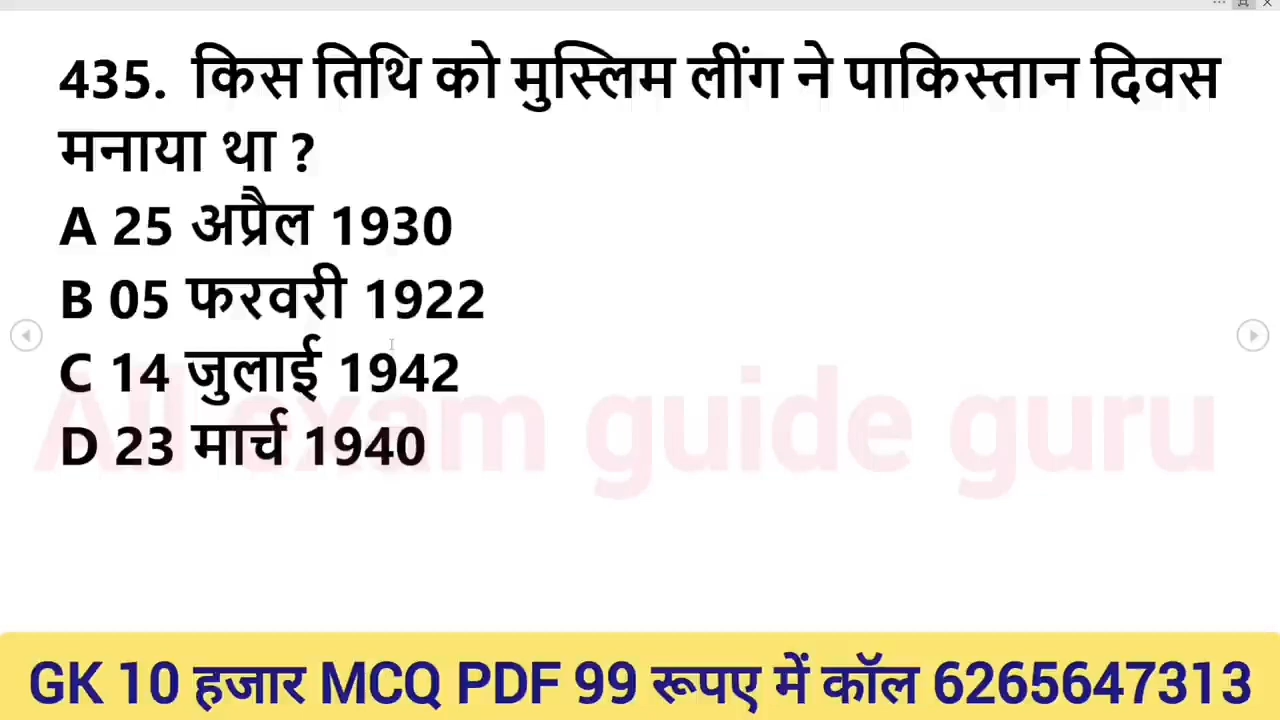 435. किस तिथि को मुस्लिम लींग ने पाकिस्तान दिवस
मनाया था ?
A 25 अप्रैल 1930
B 05 फरवरी 1922
C 14 जुलाई 1942
D 23 मार्च 1940
All exam guide guru
GK 10 हजार MCQ PDF 99 रूपए में कॉल 6265647313